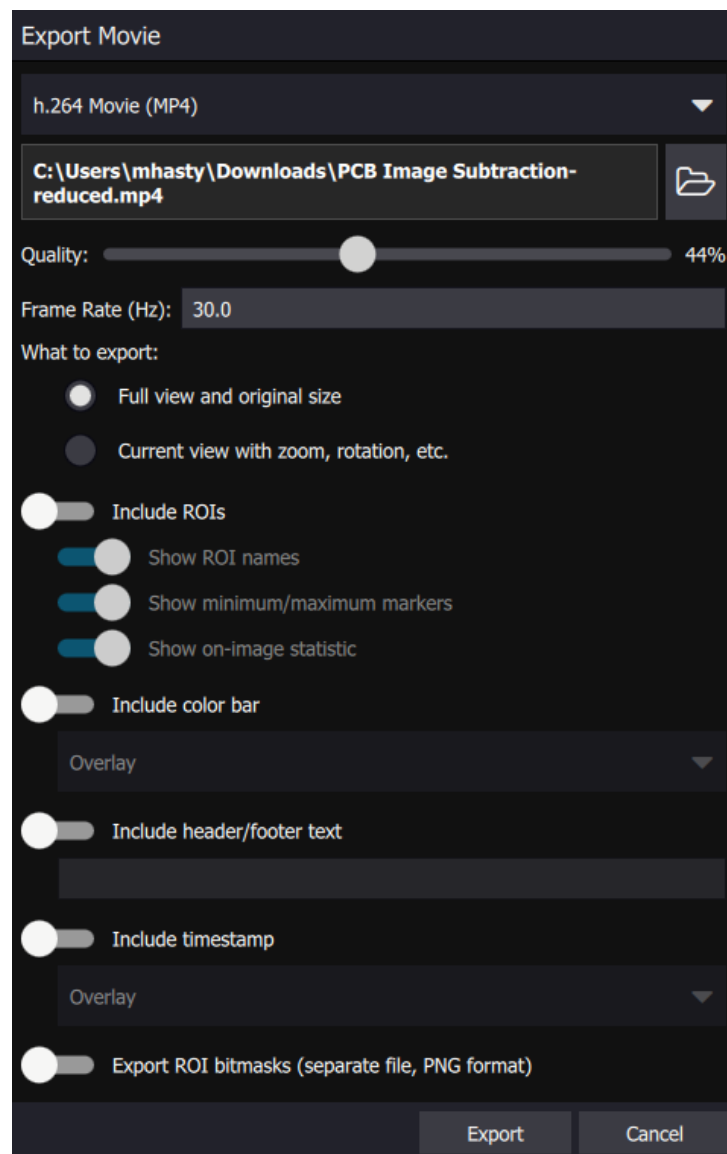 Export Movie
h.264 Movie (MP4)
C:\Users\mhasty\Downloads\PCB Image Subtraction-
reduced.mp4
Quality: 44%
Frame Rate (Hz): 30.0
What to export:
Full view and original size
Current view with zoom, rotation, etc.
Include ROIs
Show ROI names
Show minimum/maximum markers
Show on-image statistic
Include color bar
Overlay
Include header/footer text
Include timestamp
Overlay
Export ROI bitmasks (separate file, PNG format)
Export Cancel